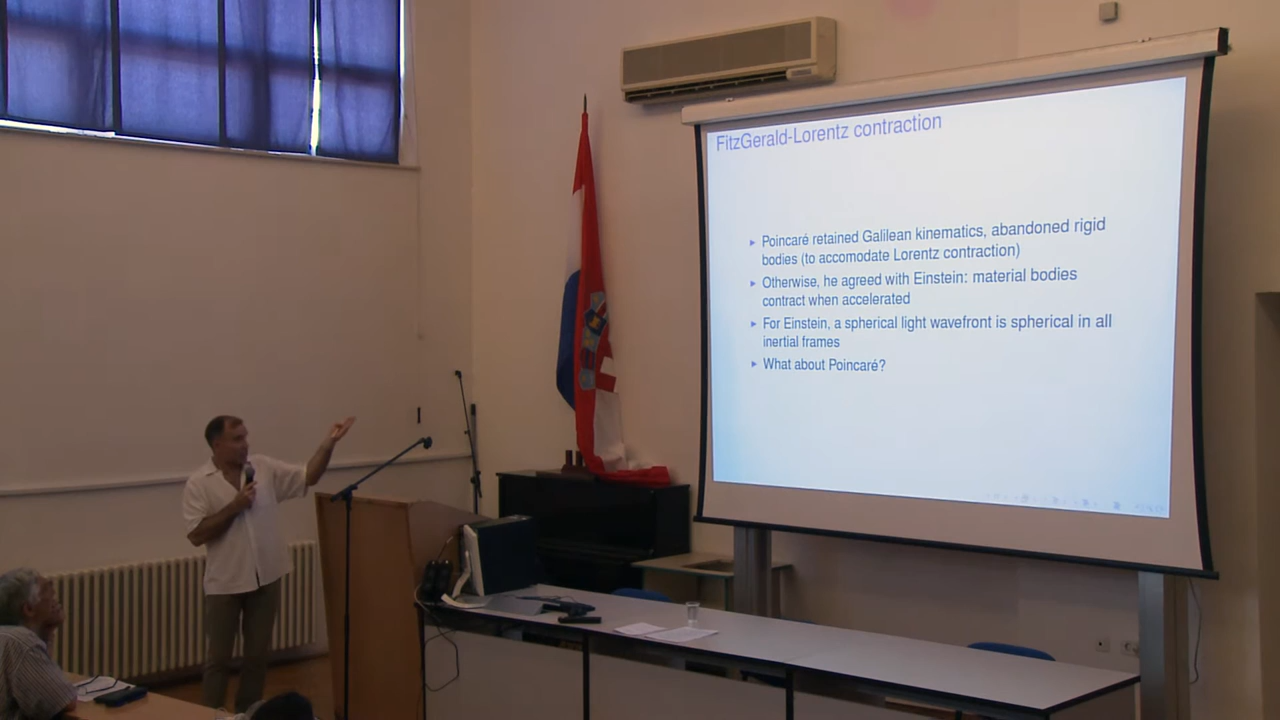 FitzGerald-Lorentz contraction
Poincaré retained Galilean kinematics, abandoned rigid
bodies (to accomodate Lorentz contraction)
Otherwise, he agreed with Einstein: material bodies
contract when accelerated
For Einstein, a spherical light wavefront is spherical in all
inertial frames
What about Poincaré?